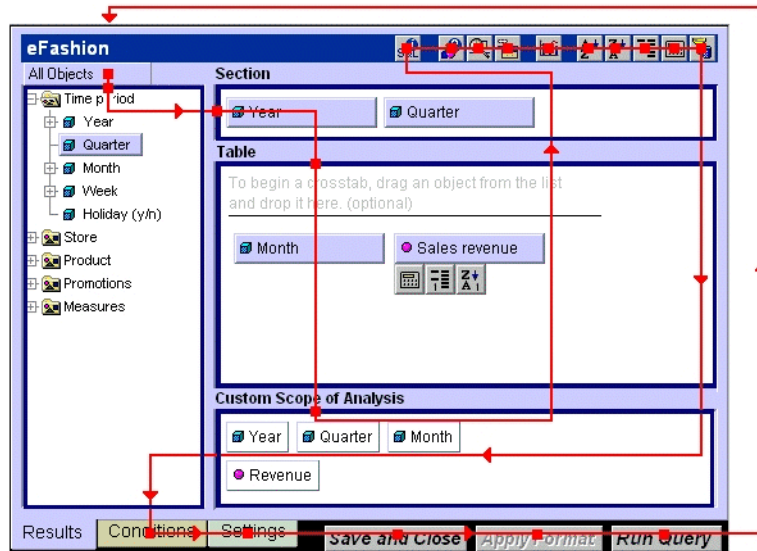 eFashion
SQL
All Objects
Section
Time period
Year
Quarter
Year
Quarter
Month
Week
Holiday (y/n)
Store
Product
Promotions
Measures
Table
To begin a crosstab, drag an object from the list
and drop it here. (optional)
Month
Sales revenue
Custom Scope of Analysis
Year
Quarter
Month
Revenue
Results
Conditions
Settings
Save and Close
Apply Format
Run Query